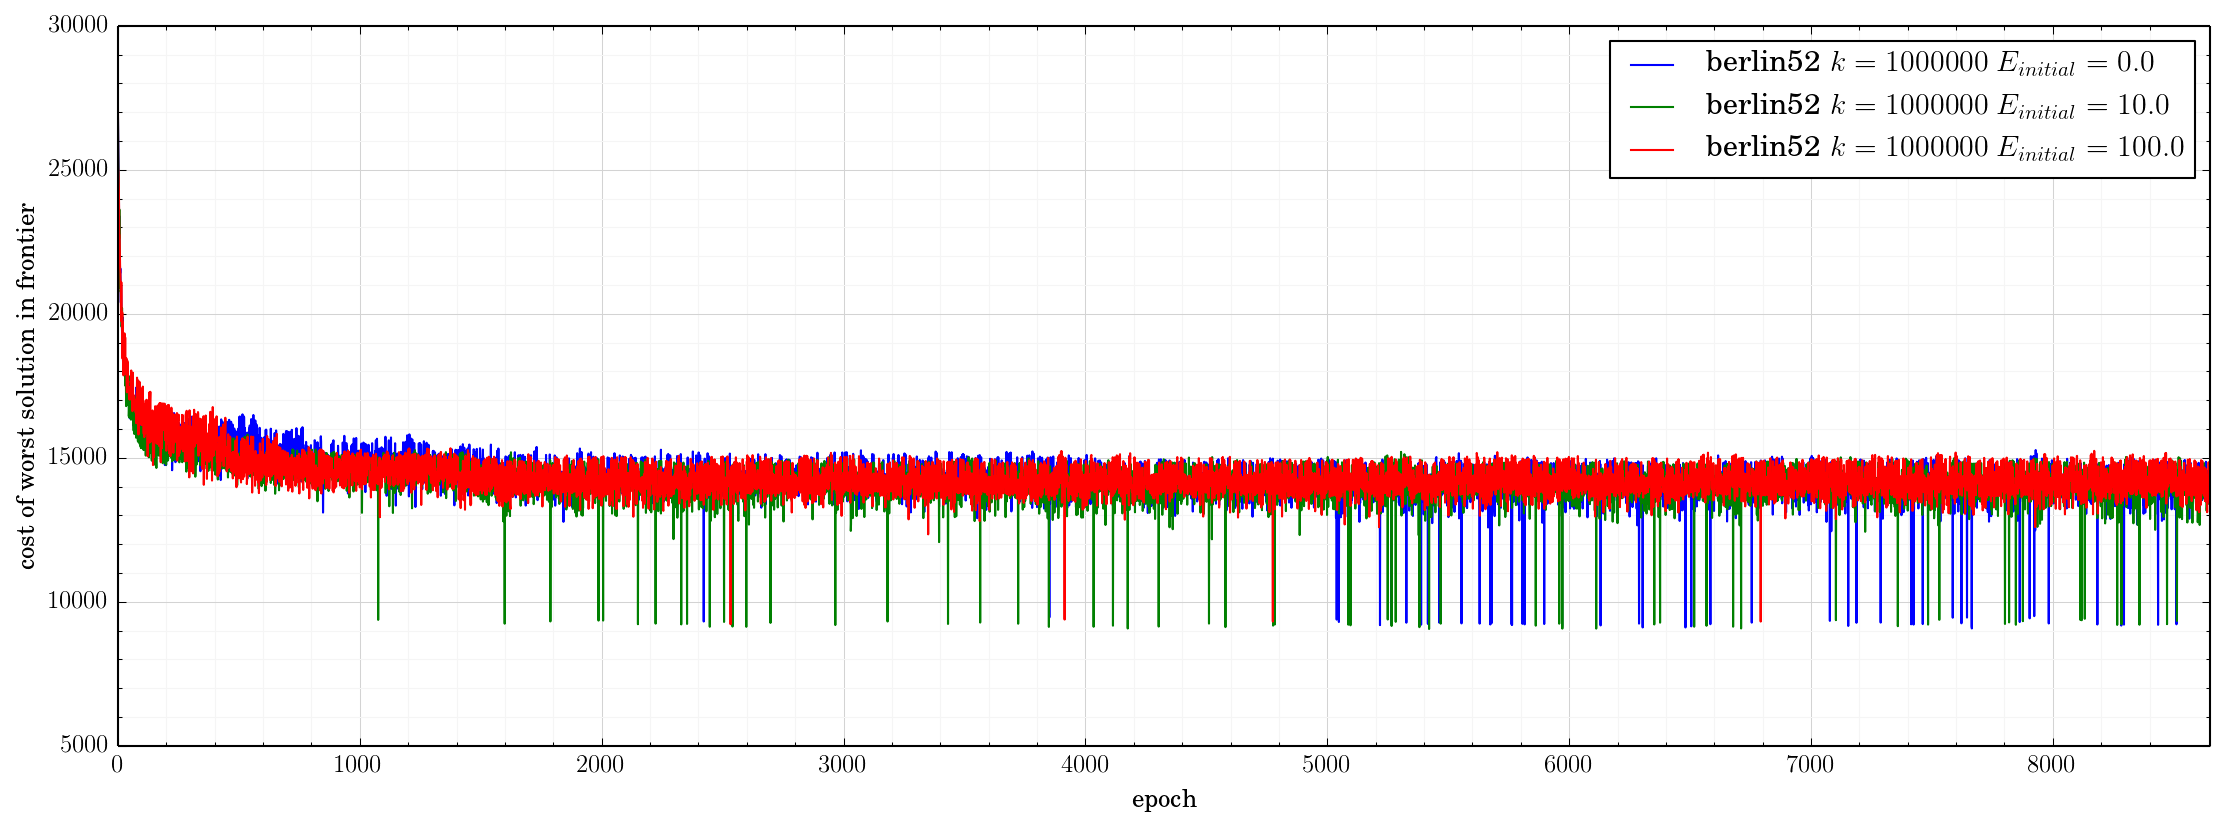 30000
25000
20000
15000
10000
5000
cost of worst solution in frontier
berlin52 k = 1000000 E_initial = 0.0
berlin52 k = 1000000 E_initial = 10.0
berlin52 k = 1000000 E_initial = 100.0
0 1000 2000 3000 4000 5000 6000 7000 8000
epoch